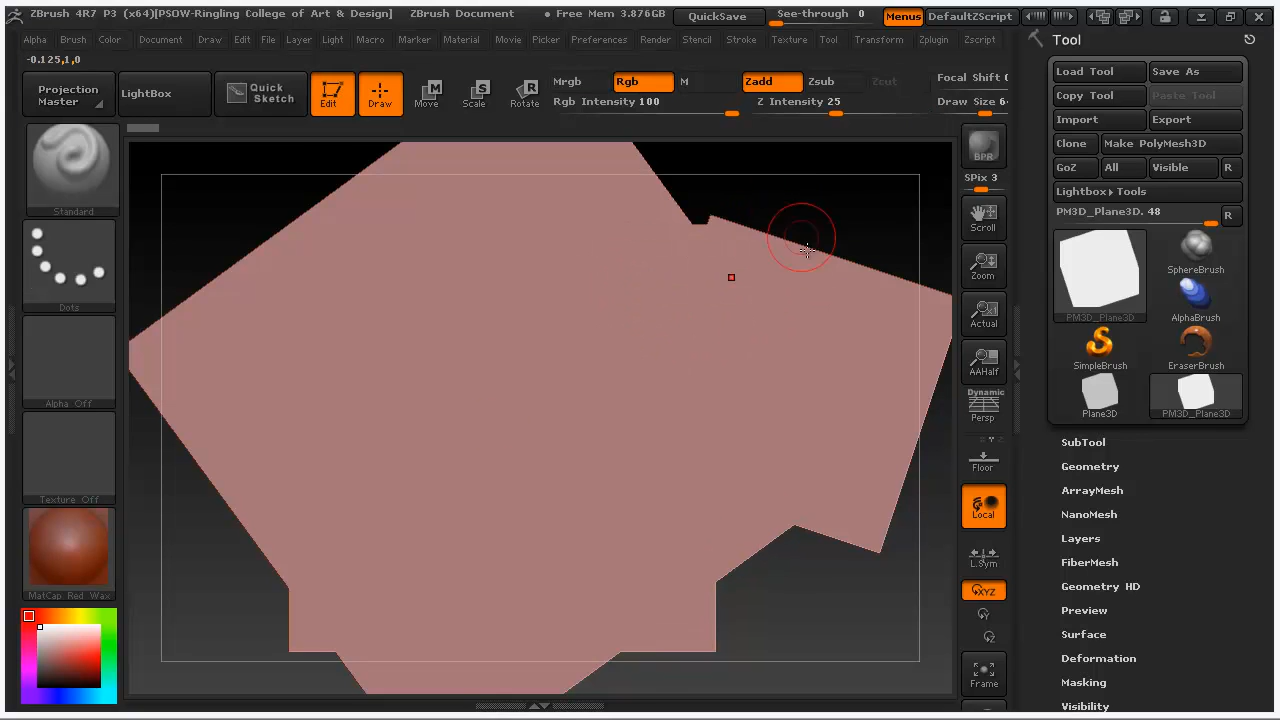 ZBrush 4R7 P3 (x64)[PSOW-Ringling College of Art & Design] ZBrush Document • Free Mem 3.876GB QuickSave See-through 0 Menus DefaultZScript
Alpha Brush Color Document Draw Edit File Layer Light Macro Marker Material Movie Picker Preferences Render Stencil Stroke Texture Tool Transform Zplugin Zscript
-0.125,1,0
Projection Master
LightBox
Quick Sketch
Edit
Draw
Move
Scale
Rotate
Mrgb Rgb M Zadd Zsub Zcut Focal Shift
Rgb Intensity 100 Z Intensity 25 Draw Size
Standard
Dots
Alpha Off
Texture Off
MatCap Red Wax
BPR
SPix 3
Scroll
Zoom
Actual
AAHalf
Dynamic
Persp
Floor
Local
L.Sym
XYZ
Y
Z
Frame
Tool
Load Tool Save As
Copy Tool Paste Tool
Import Export
Clone Make PolyMesh3D
GoZ All Visible R
Lightbox▸Tools
PM3D_Plane3D. 48 R
PM3D_Plane3D
SphereBrush
AlphaBrush
SimpleBrush
EraserBrush
Plane3D
PM3D_Plane3D
SubTool
Geometry
ArrayMesh
NanoMesh
Layers
FiberMesh
Geometry HD
Preview
Surface
Deformation
Masking
Visibility